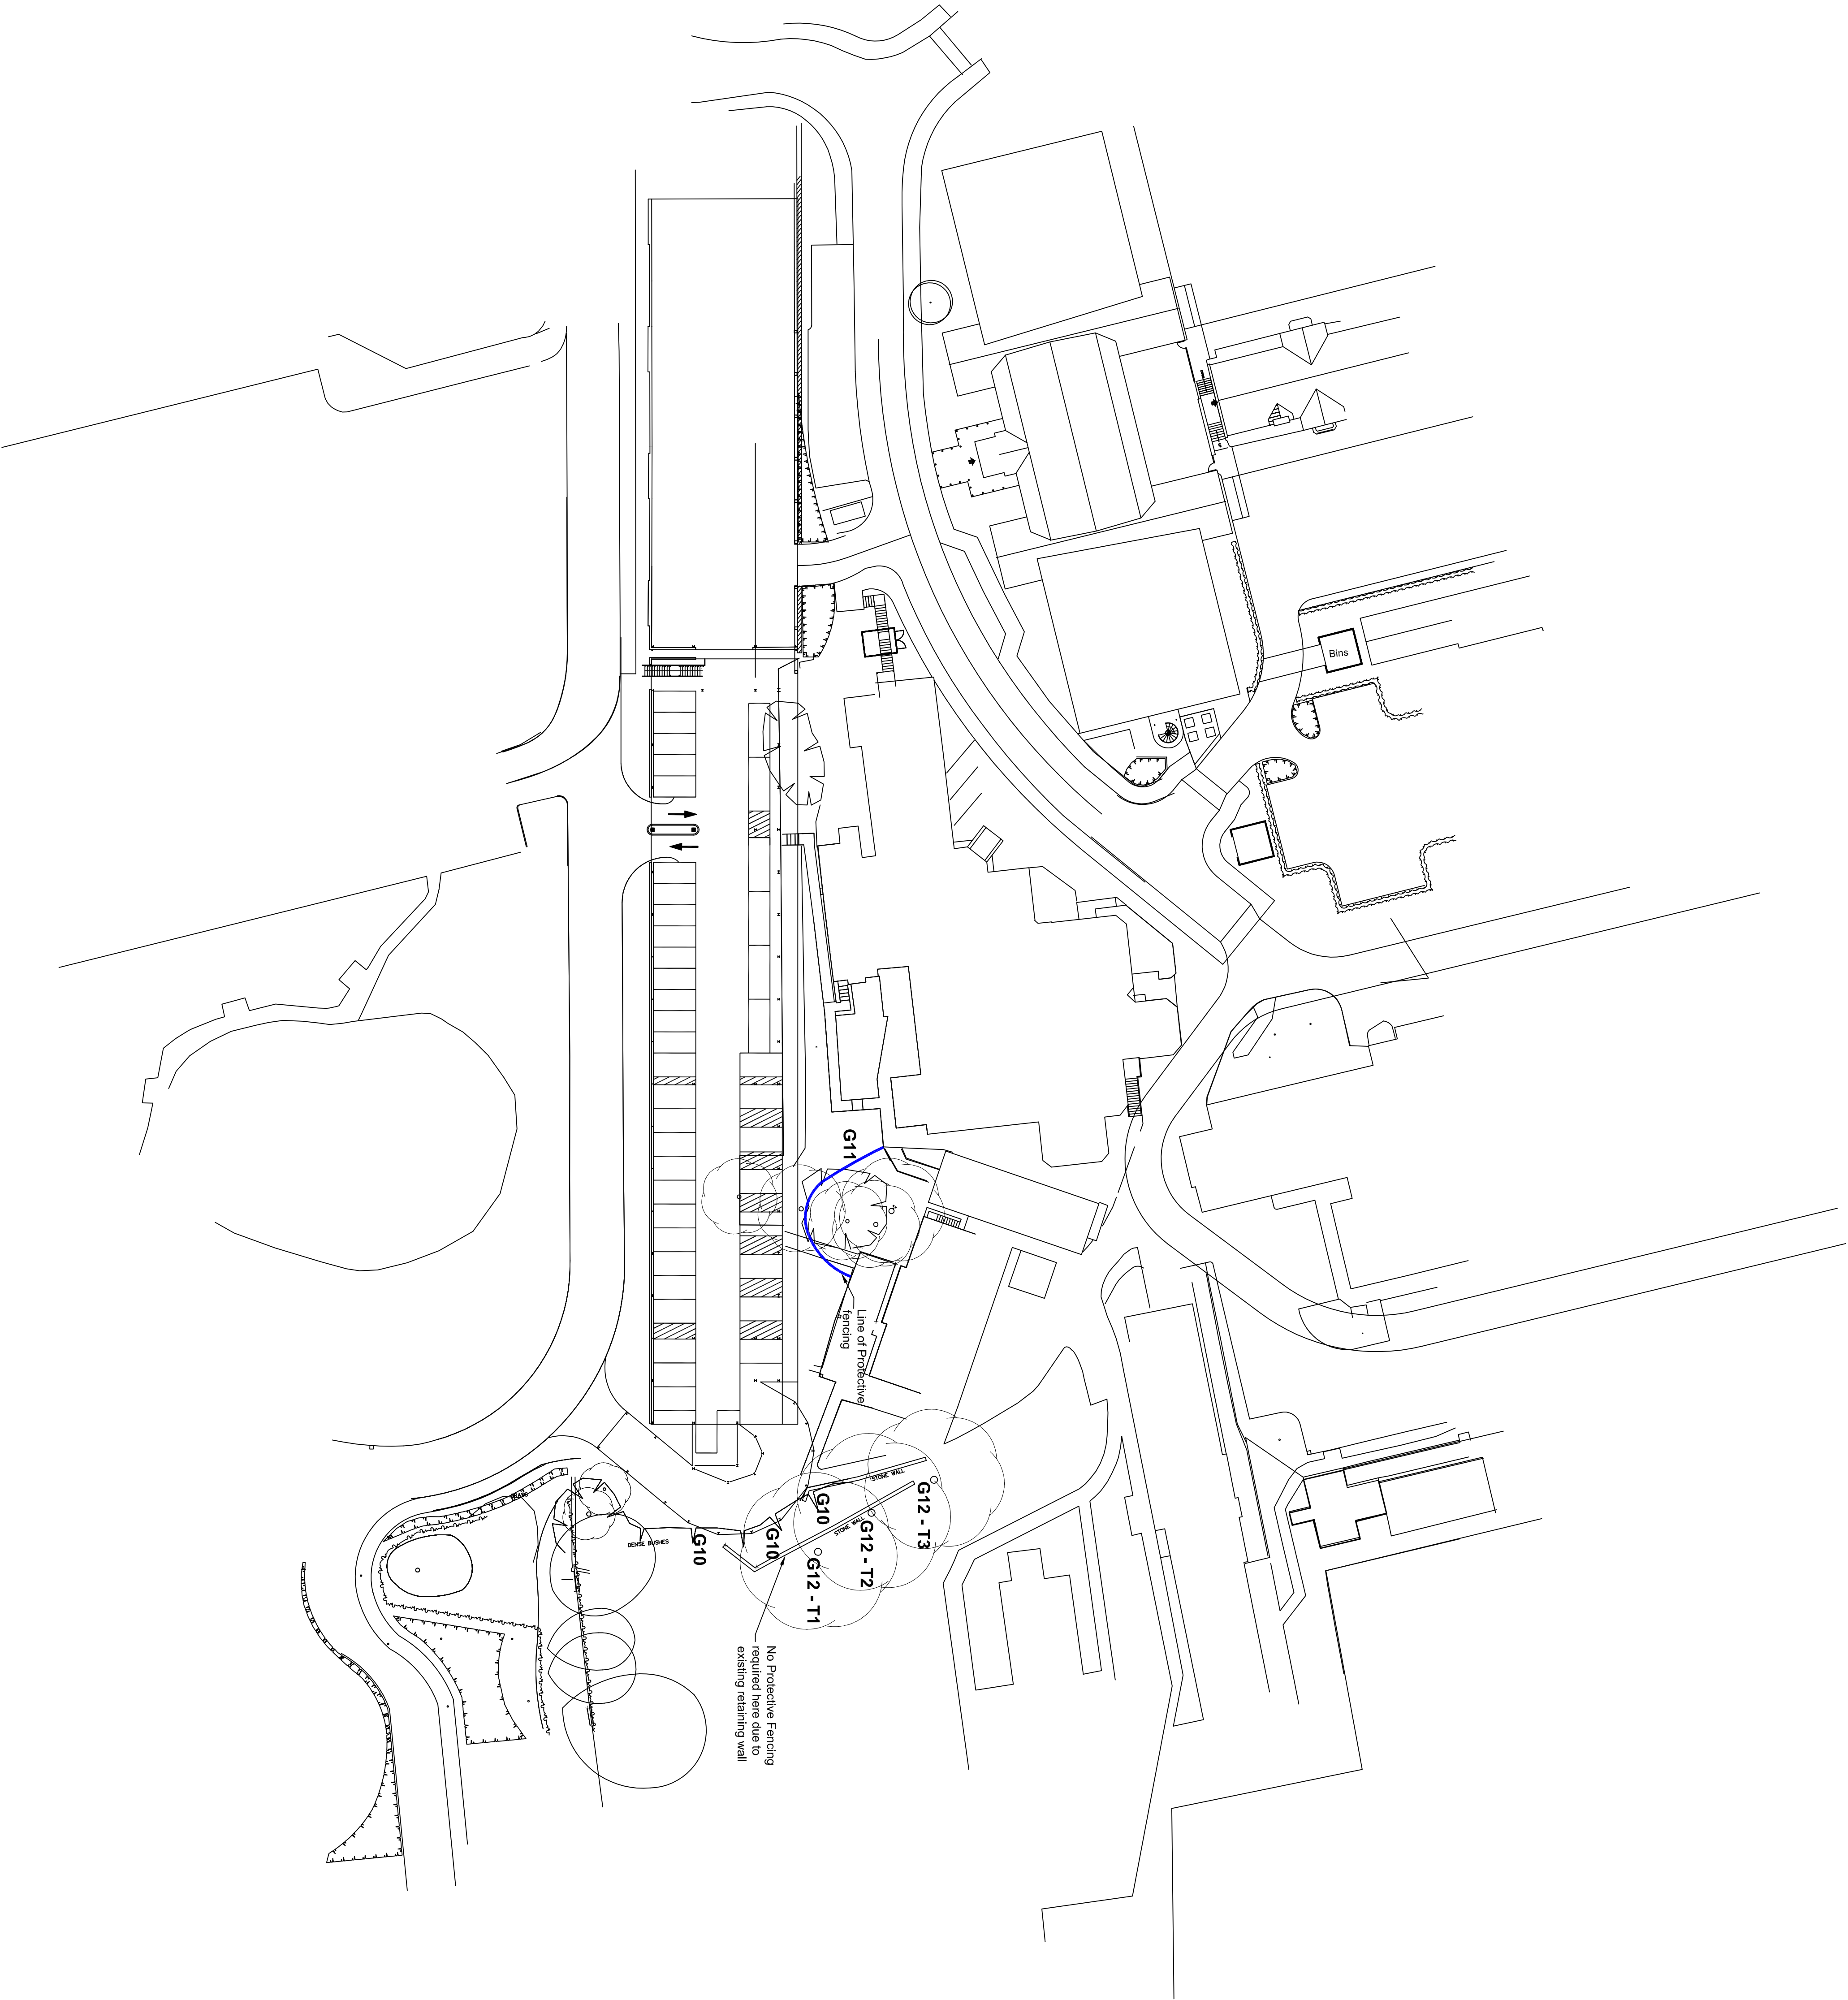 Bins
G11
Line of Protective
fencing
STONE WALL
G10
G12 - T3
STONE WALL
G12 - T2
G10
G10
DENSE BUSHES
G12 - T1
No Protective Fencing
required here due to
existing retaining wall